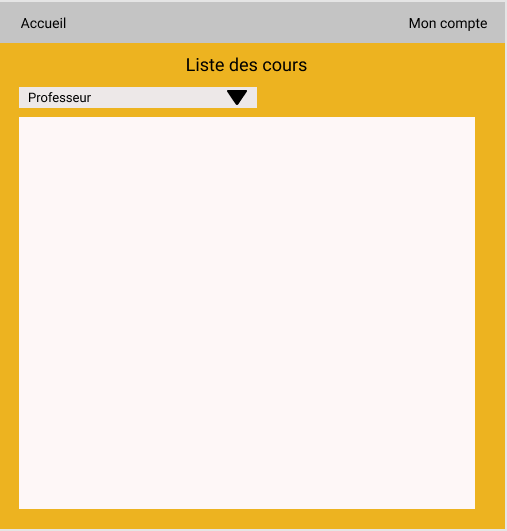 Accueil
Mon compte
Liste des cours
Professeur